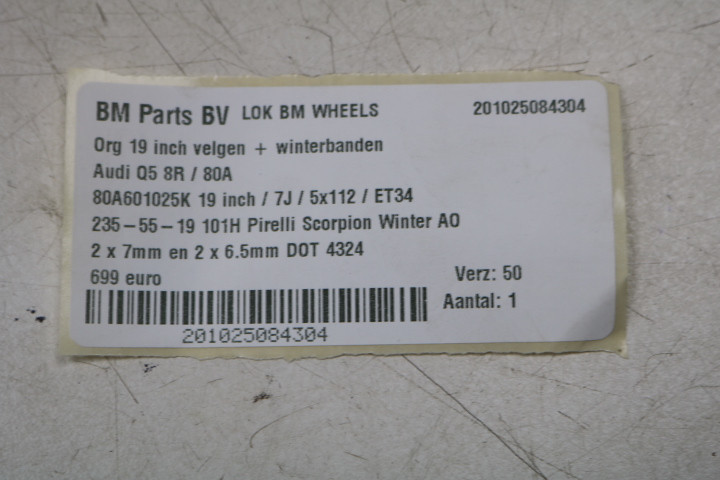 BM Parts BV LOK BM WHEELS 201025084304
Org 19 inch velgen + winterbanden
Audi Q5 8R / 80A
80A601025K 19 inch / 7J / 5x112 / ET34
235-55-19 101H Pirelli Scorpion Winter AO
2 x 7mm en 2 x 6.5mm DOT 4324
699 euro Verz: 50
Aantal: 1
201025084304